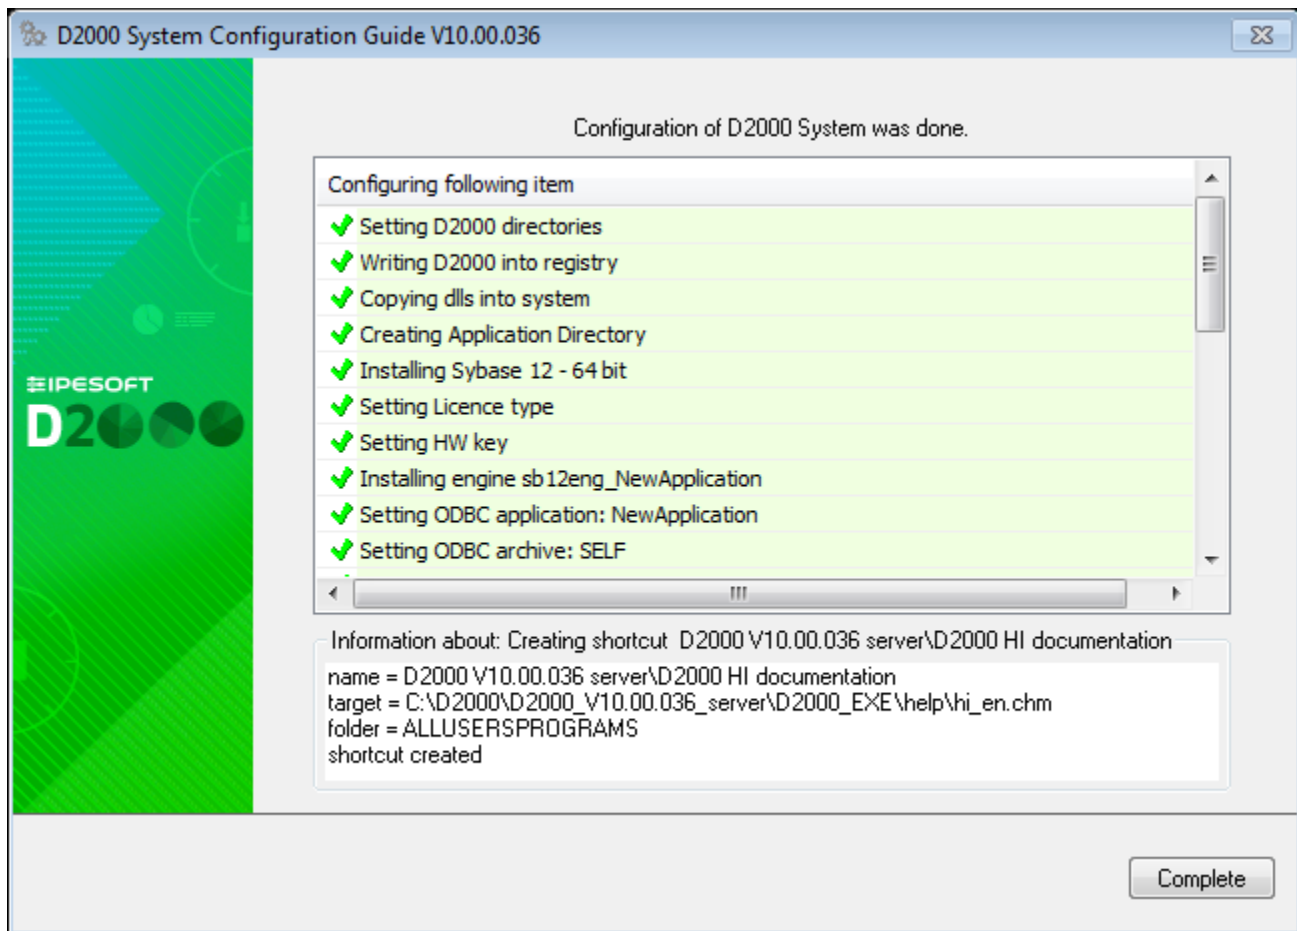 D2000 System Configuration Guide V10.00.036
Configuration of D2000 System was done.
Configuring following item
Setting D2000 directories
Writing D2000 into registry
Copying dlls into system
Creating Application Directory
Installing Sybase 12 - 64 bit
Setting Licence type
Setting HW key
Installing engine sb12eng_NewApplication
Setting ODBC application: NewApplication
Setting ODBC archive: SELF
IPESOFT
D2000
Information about: Creating shortcut  D2000 V10.00.036 server\D2000 HI documentation
name = D2000 V10.00.036 server\D2000 HI documentation
target = C:\D2000\D2000_V10.00.036_server\D2000_EXE\help\hi_en.chm
folder = ALLUSERSPROGRAMS
shortcut created
Complete